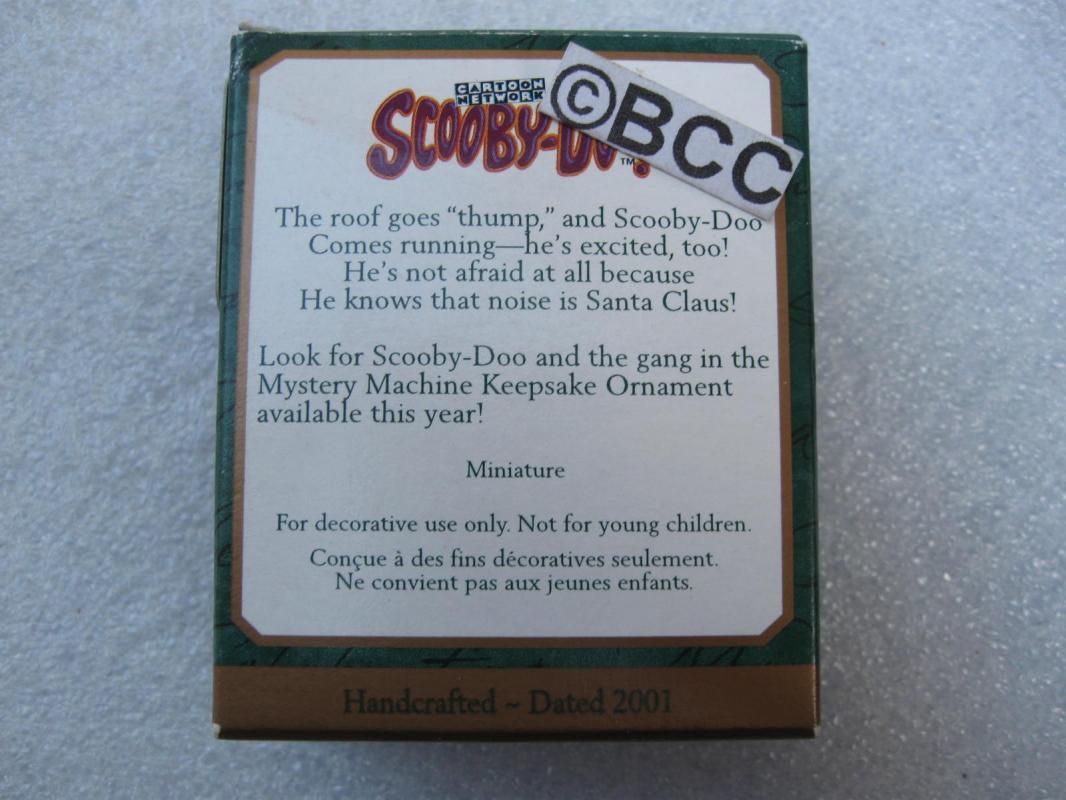 CARTOON
NETWORK
SCOOBY-DO
TM
©BCC
The roof goes “thump,” and Scooby-Doo
Comes running—he’s excited, too!
He’s not afraid at all because
He knows that noise is Santa Claus!
Look for Scooby-Doo and the gang in the
Mystery Machine Keepsake Ornament
available this year!
Miniature
For decorative use only. Not for young children.
Conçue à des fins décoratives seulement.
Ne convient pas aux jeunes enfants.
Handcrafted ~ Dated 2001